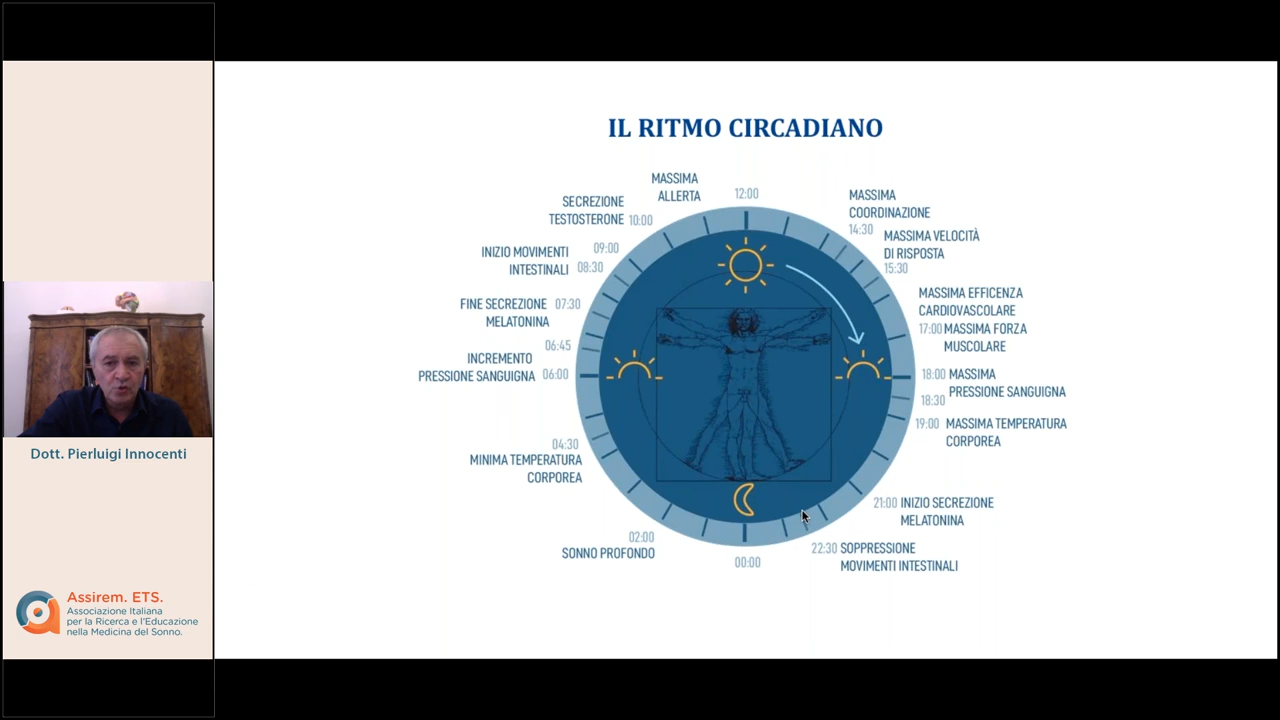 IL RITMO CIRCADIANO
MASSIMA
ALLERTA
12:00
SECREZIONE
TESTOSTERONE 10:00
MASSIMA
COORDINAZIONE
14:30
MASSIMA VELOCITÀ
DI RISPOSTA
15:30
INIZIO MOVIMENTI
INTESTINALI
09:00
08:30
FINE SECREZIONE
MELATONINA
07:30
MASSIMA EFFICENZA
CARDIOVASCOLARE
17:00 MASSIMA FORZA
MUSCOLARE
06:45
INCREMENTO
PRESSIONE SANGUIGNA 06:00
18:00 MASSIMA
PRESSIONE SANGUIGNA
18:30
19:00 MASSIMA TEMPERATURA
CORPOREA
04:30
MINIMA TEMPERATURA
CORPOREA
21:00 INIZIO SECREZIONE
MELATONINA
02:00
SONNO PROFONDO
00:00
22:30 SOPPRESSIONE
MOVIMENTI INTESTINALI
Dott. Pierluigi Innocenti
Assirem. ETS.
Associazione Italiana
per la Ricerca e l'Educazione
nella Medicina del Sonno.